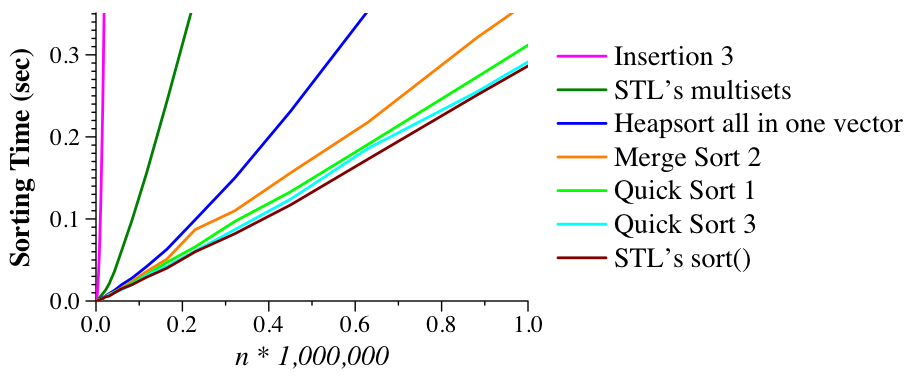 Sorting Time (sec)
0.3
0.2
0.1
0.0
0.0 0.2 0.4 0.6 0.8 1.0
n * 1,000,000
Insertion 3
STL's multisets
Heapsort all in one vector
Merge Sort 2
Quick Sort 1
Quick Sort 3
STL's sort()